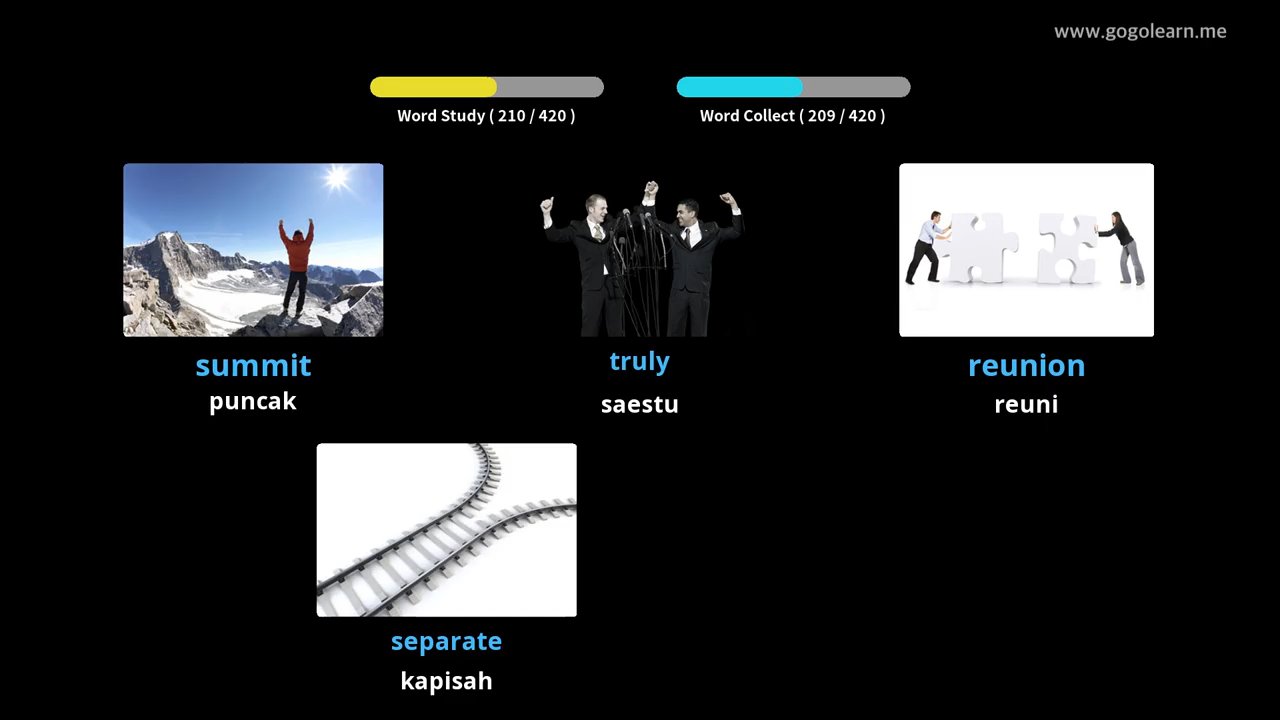 www.gogolearn.me
Word Study ( 210 / 420 )
Word Collect ( 209 / 420 )
summit
puncak
truly
saestu
reunion
reuni
separate
kapisah